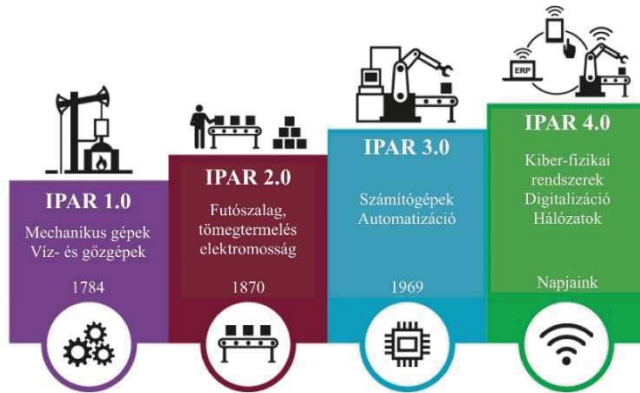 IPAR 1.0
Mechanikus gépek
Víz- és gőzgépek
1784
IPAR 2.0
Futószalag,
tömegtermelés
elektromosság
1870
IPAR 3.0
Számítógépek
Automatizáció
1969
ERP
IPAR 4.0
Kiber-fizikai
rendszerek
Digitalizáció
Hálózatok
Napjaink